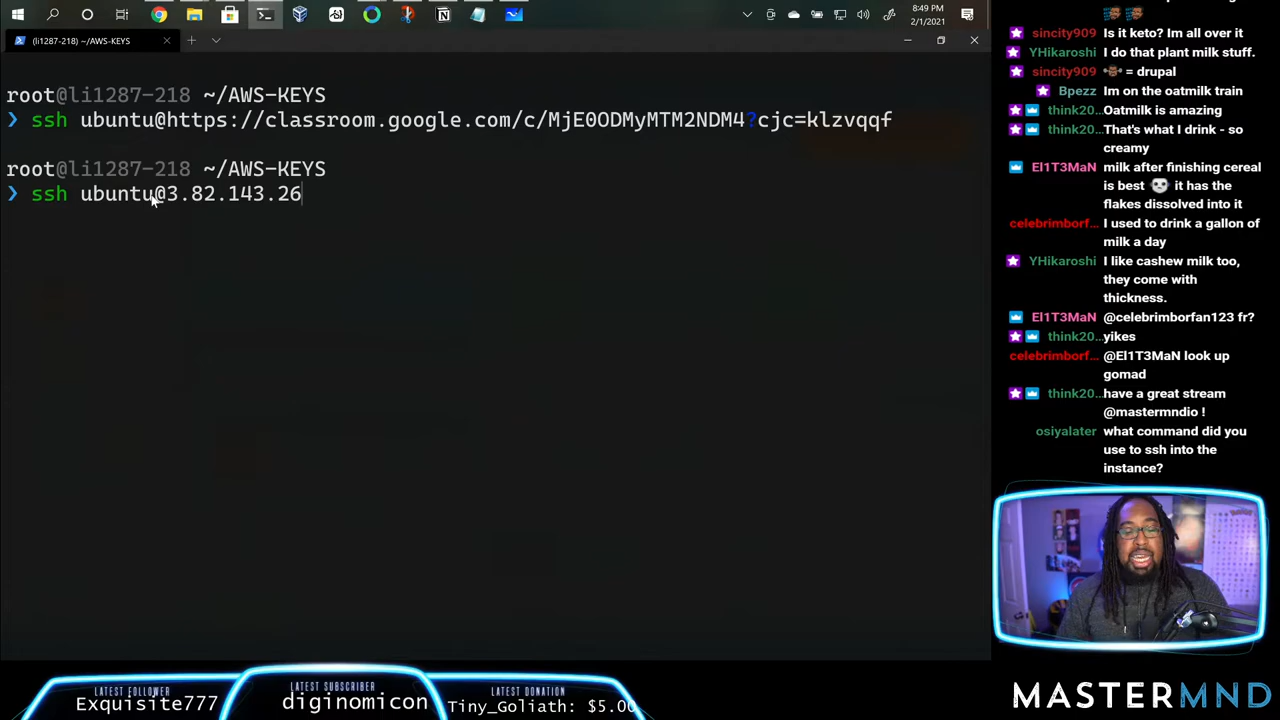 8:49 PM
2/1/2021
(li1287-218) ~/AWS-KEYS
root@li1287-218 ~/AWS-KEYS
❯ ssh ubuntu@https://classroom.google.com/c/MjE0ODMyMTM2NDM4?cjc=klzvqqf
root@li1287-218 ~/AWS-KEYS
❯ ssh ubuntu@3.82.143.26
sincity909 Is it keto? Im all over it
YHikaroshi I do that plant milk stuff.
sincity909 = drupal
Bpezz Im on the oatmilk train
think20... Oatmilk is amazing
think20... That's what I drink - so
creamy
El1T3MaN milk after finishing cereal
is best it has the
flakes dissolved into it
celebrimborf... I used to drink a gallon of
milk a day
YHikaroshi I like cashew milk too,
they come with
thickness.
El1T3MaN @celebrimborfan123 fr?
think20... yikes
celebrimborf... @El1T3MaN look up
gomad
think20... have a great stream
@mastermndio !
osiyalater what command did you
use to ssh into the
instance?
LATEST FOLLOWER
Exquisite777
LATEST SUBSCRIBER
diginomicon
LATEST DONATION
Tiny_Goliath: $5.00
MASTERMND